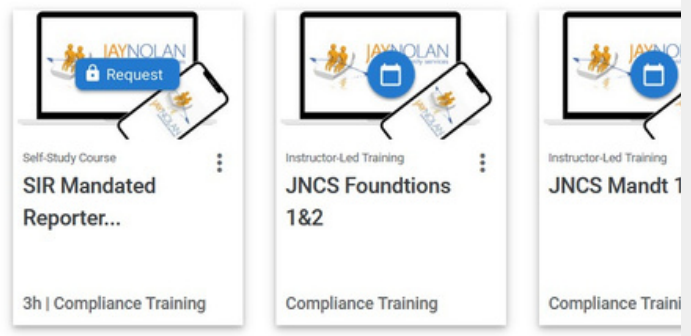 JAYNOLAN
Request
Self-Study Course
SIR Mandated
Reporter...
3h | Compliance Training
JAYNOLAN
Instructor-Led Training
JNCS Foundtions
1&2
Compliance Training
Instructor-Led Training
JNCS Mandt 1
Compliance Traini